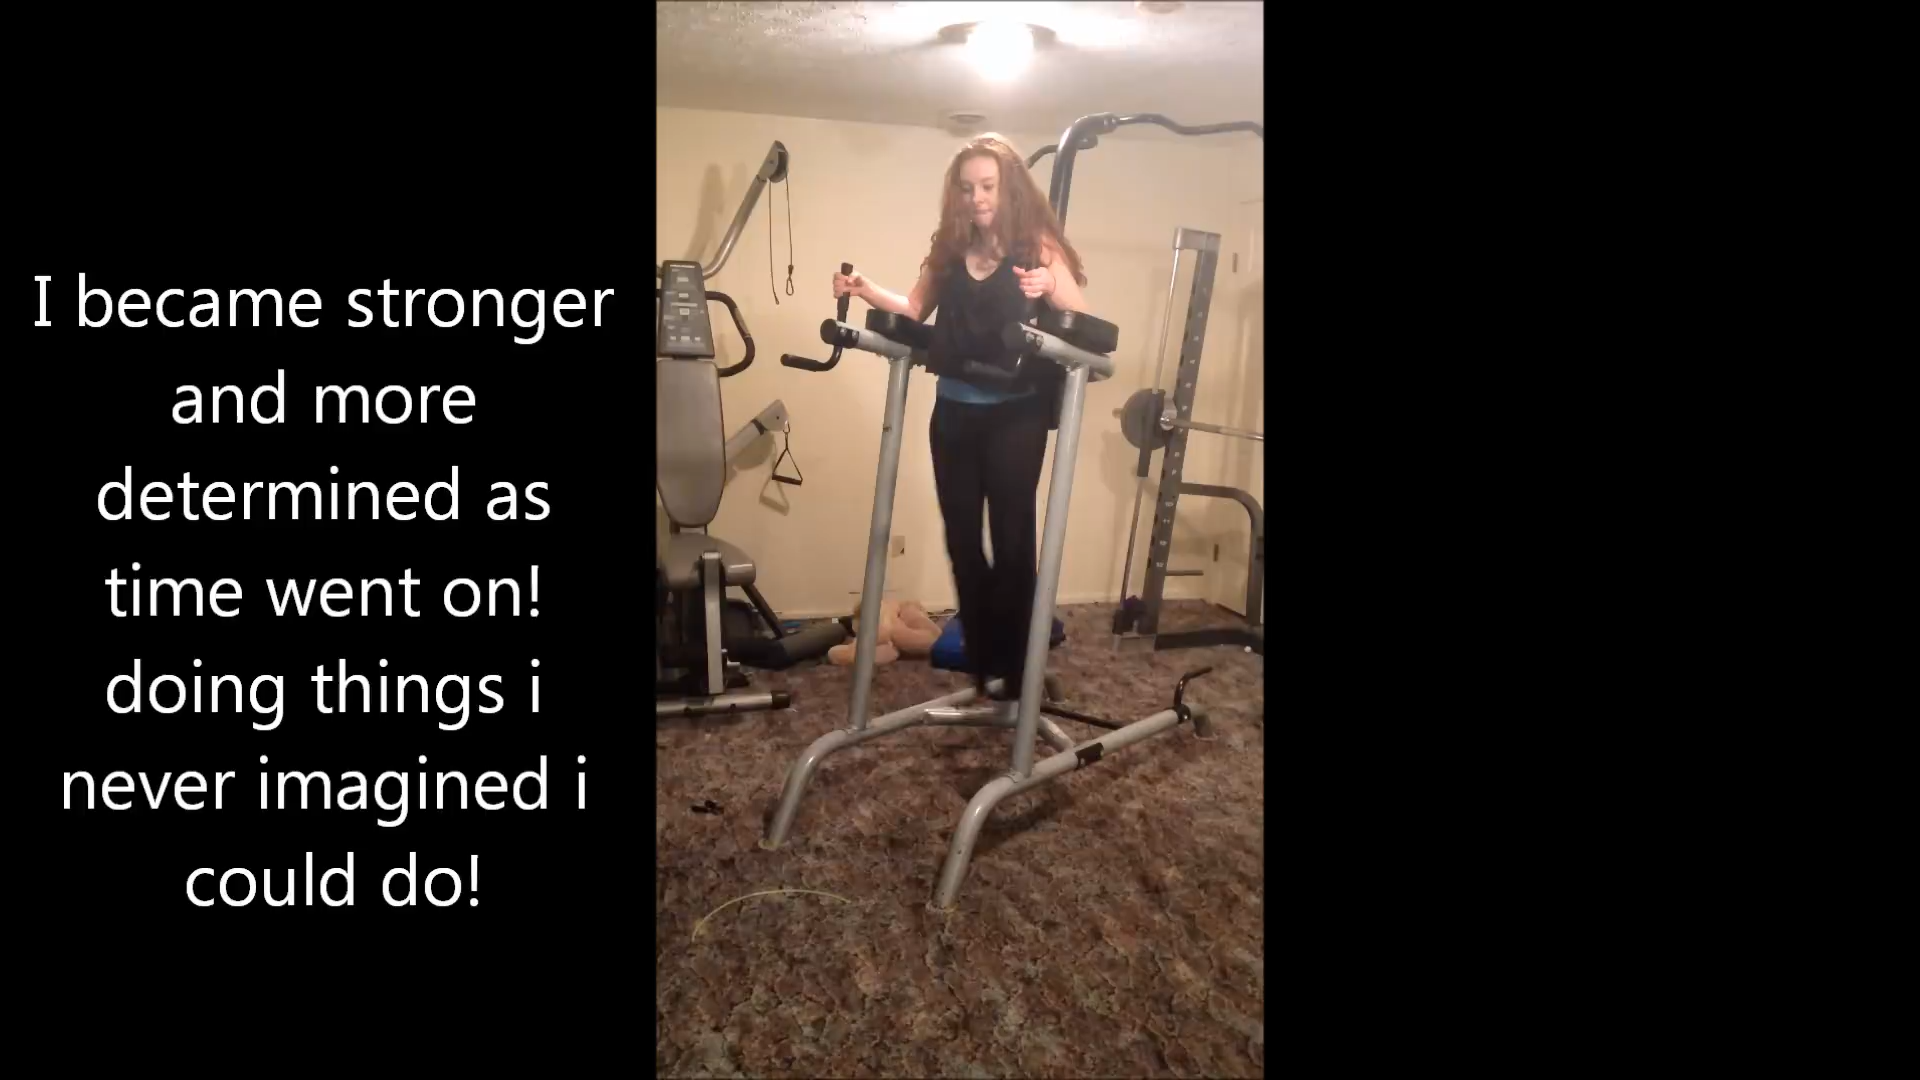 I became stronger
and more
determined as
time went on!
doing things i
never imagined i
could do!